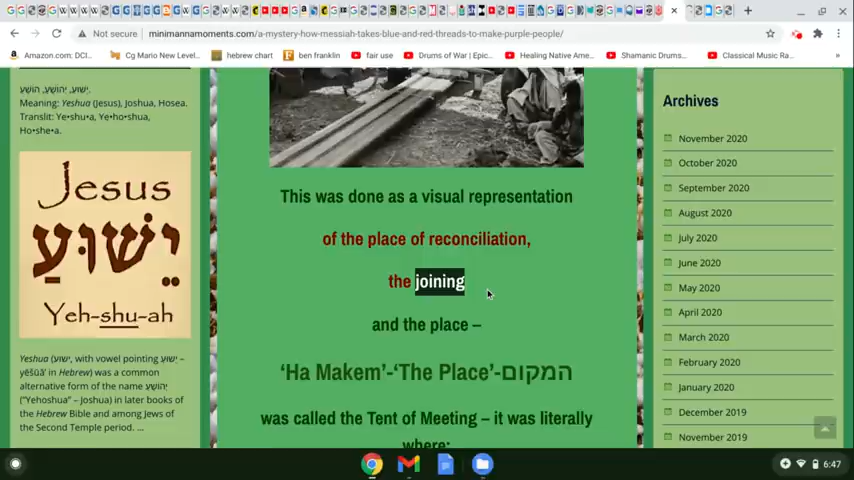 Not secure
minimannamoments.com/a-mystery-how-messiah-takes-blue-and-red-threads-to-make-purple-people/
Amazon.com: DCI...
Cg Mario New Level...
hebrew chart
ben franklin
fair use
Drums of War | Epic...
Healing Native Ame...
Shamanic Drums...
Classical Music Ra...
Meaning: Yeshua (Jesus), Joshua, Hosea.
Translit: Ye•shu•a, Ye•ho•shua,
Ho•she•a.
Jesus
יֵשׁוּעַ
Yeh-shu-ah
Yeshua (ישוע, with vowel pointing יֵשׁוּעַ –
yēšūă' in Hebrew) was a common
alternative form of the name יהושע
("Yehoshua" – Joshua) in later books of
the Hebrew Bible and among Jews of
the Second Temple period. ...
This was done as a visual representation
of the place of reconciliation,
the joining
and the place –
‘Ha Makem’-‘The Place’-המקום
was called the Tent of Meeting – it was literally
where:
Archives
November 2020
October 2020
September 2020
August 2020
July 2020
June 2020
May 2020
April 2020
March 2020
February 2020
January 2020
December 2019
November 2019
6:47